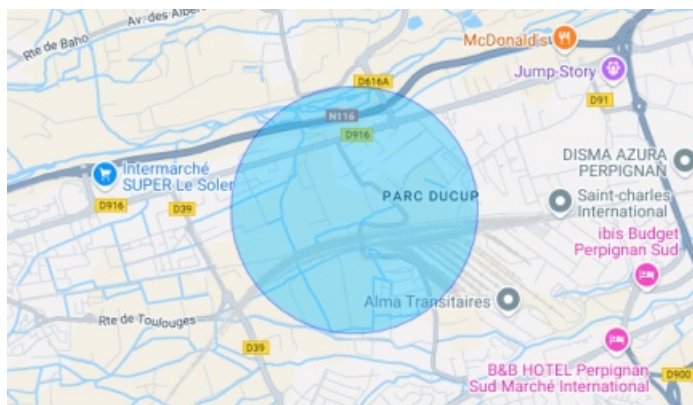 Av. des Alber
Rte de Baho
McDonald's
Jump-Story
D616A
D91
N116
D916
DISMA AZURA
PERPIGNAN
Intermarché
SUPER Le Soler
PARC DUCUP
Saint-charles
International
D916
D39
ibis Budget
Perpignan Sud
Alma Transitaires
Rte de Toulouges
D39
B&B HOTEL Perpignan
Sud Marché International
D900